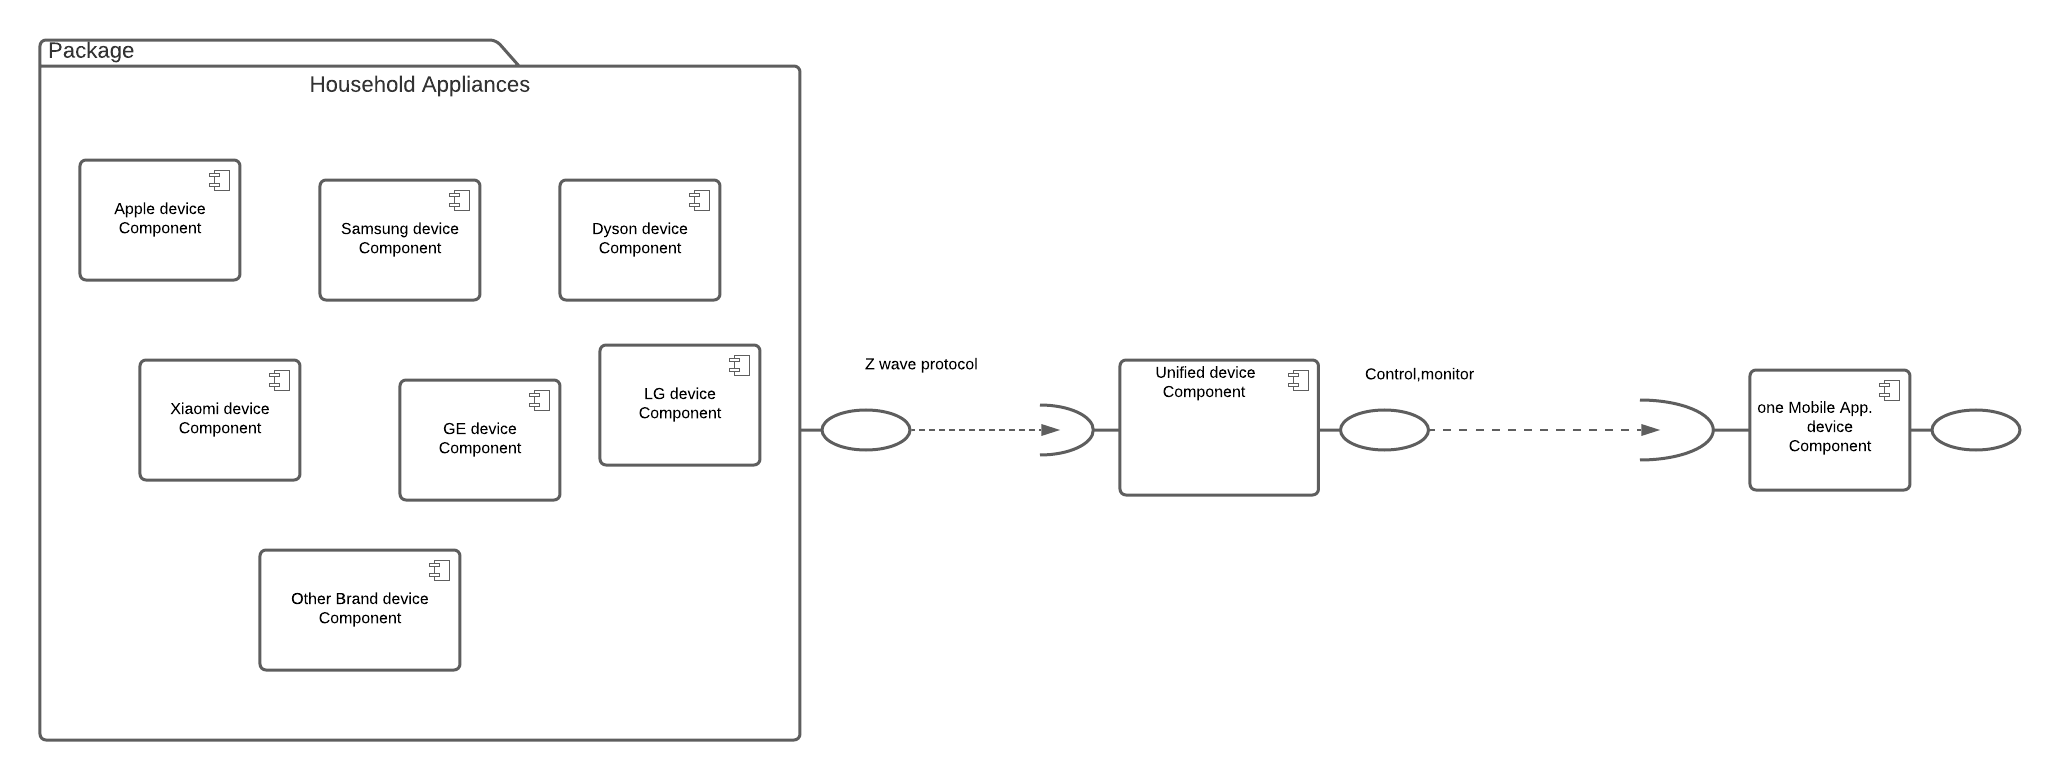 Package
Household Appliances
Apple device
Component
Samsung device
Component
Dyson device
Component
Xiaomi device
Component
GE device
Component
LG device
Component
Other Brand device
Component
Z wave protocol
Unified device
Component
Control,monitor
one Mobile App.
device
Component